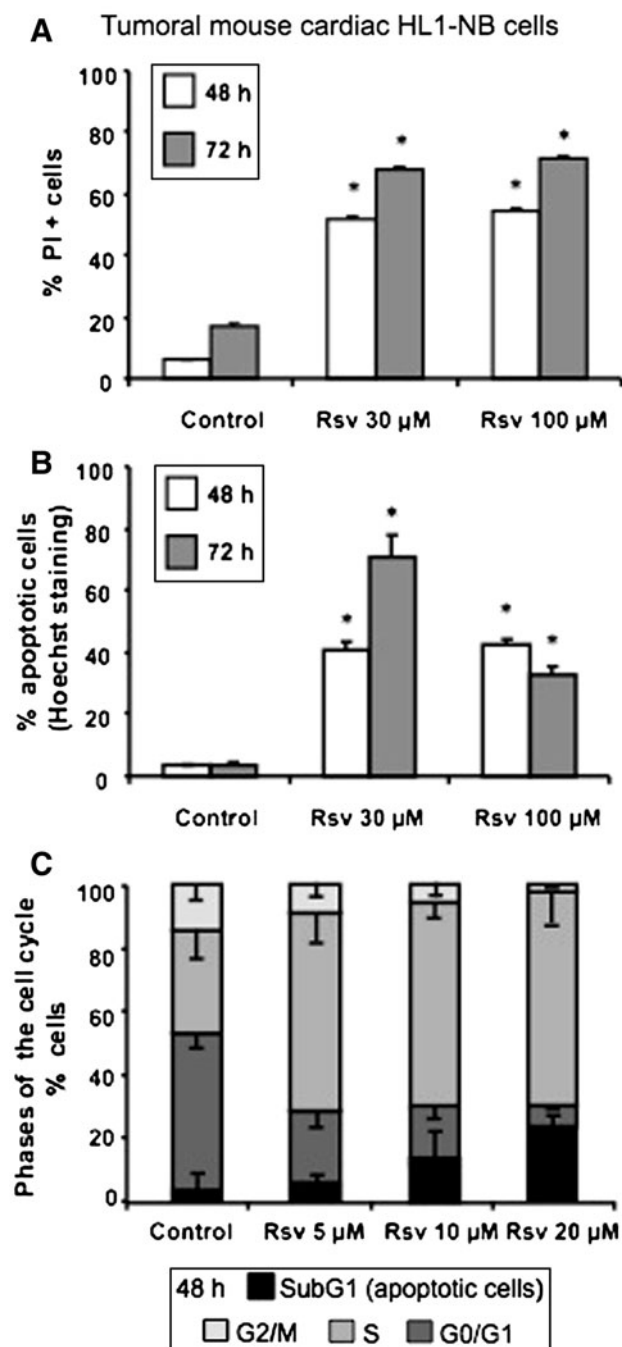 A
Tumoral mouse cardiac HL1-NB cells
% PI + cells
100
80
60
40
20
0
48 h
72 h
*
*
*
*
Control
Rsv 30 µM
Rsv 100 µM
B
% apoptotic cells
(Hoechst staining)
100
80
60
40
20
0
48 h
72 h
*
*
*
*
Control
Rsv 30 µM
Rsv 100 µM
C
Phases of the cell cycle
% cells
100
80
60
40
20
0
Control
Rsv 5 µM
Rsv 10 µM
Rsv 20 µM
48 h
SubG1 (apoptotic cells)
G2/M
S
G0/G1